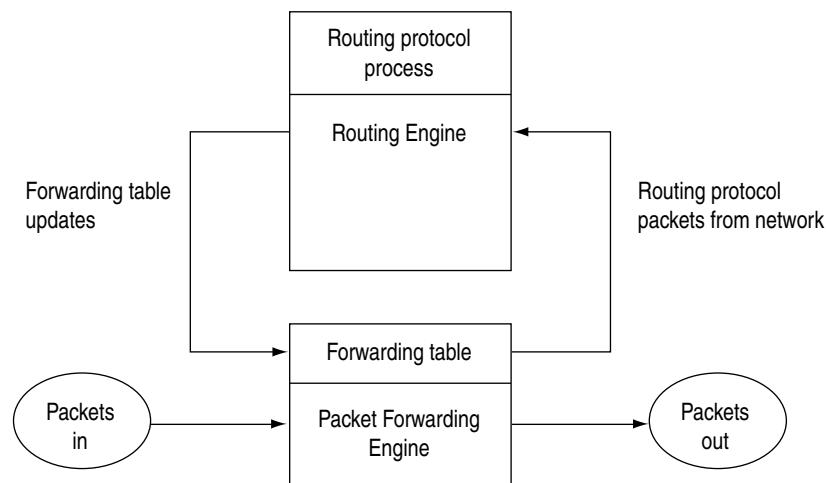 Routing protocol
process
Routing Engine
Forwarding table
updates
Routing protocol
packets from network
Forwarding table
Packets
in
Packet Forwarding
Engine
Packets
out